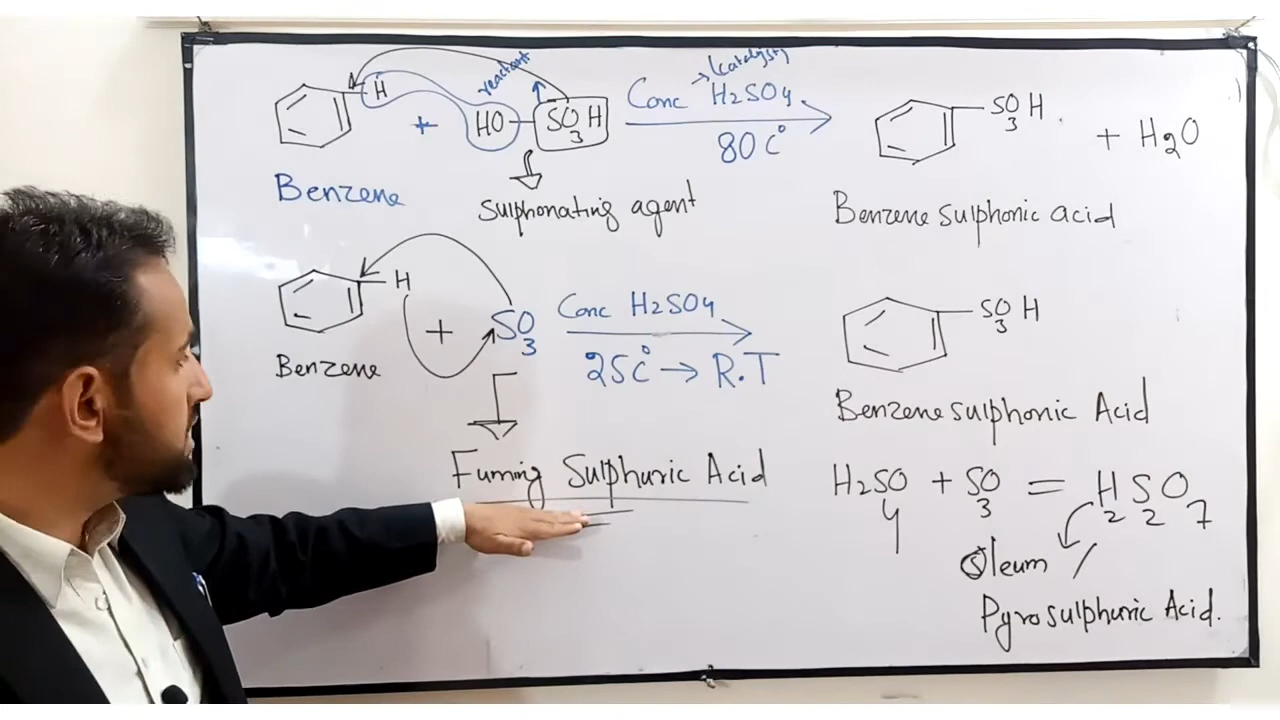 reactant
Conc H2SO4 (Catalyst)
H + HO SO3H
80 C°
SO3H + H2O
Benzene
Sulphonating agent
Benzene sulphonic acid
H + SO3
Conc H2SO4
25C° → R.T
SO3H
Benzene
Benzene sulphonic Acid
Fuming Sulphuric Acid
H2SO4 + SO3 = H2S2O7
Oleum /
Pyrosulphuric Acid.